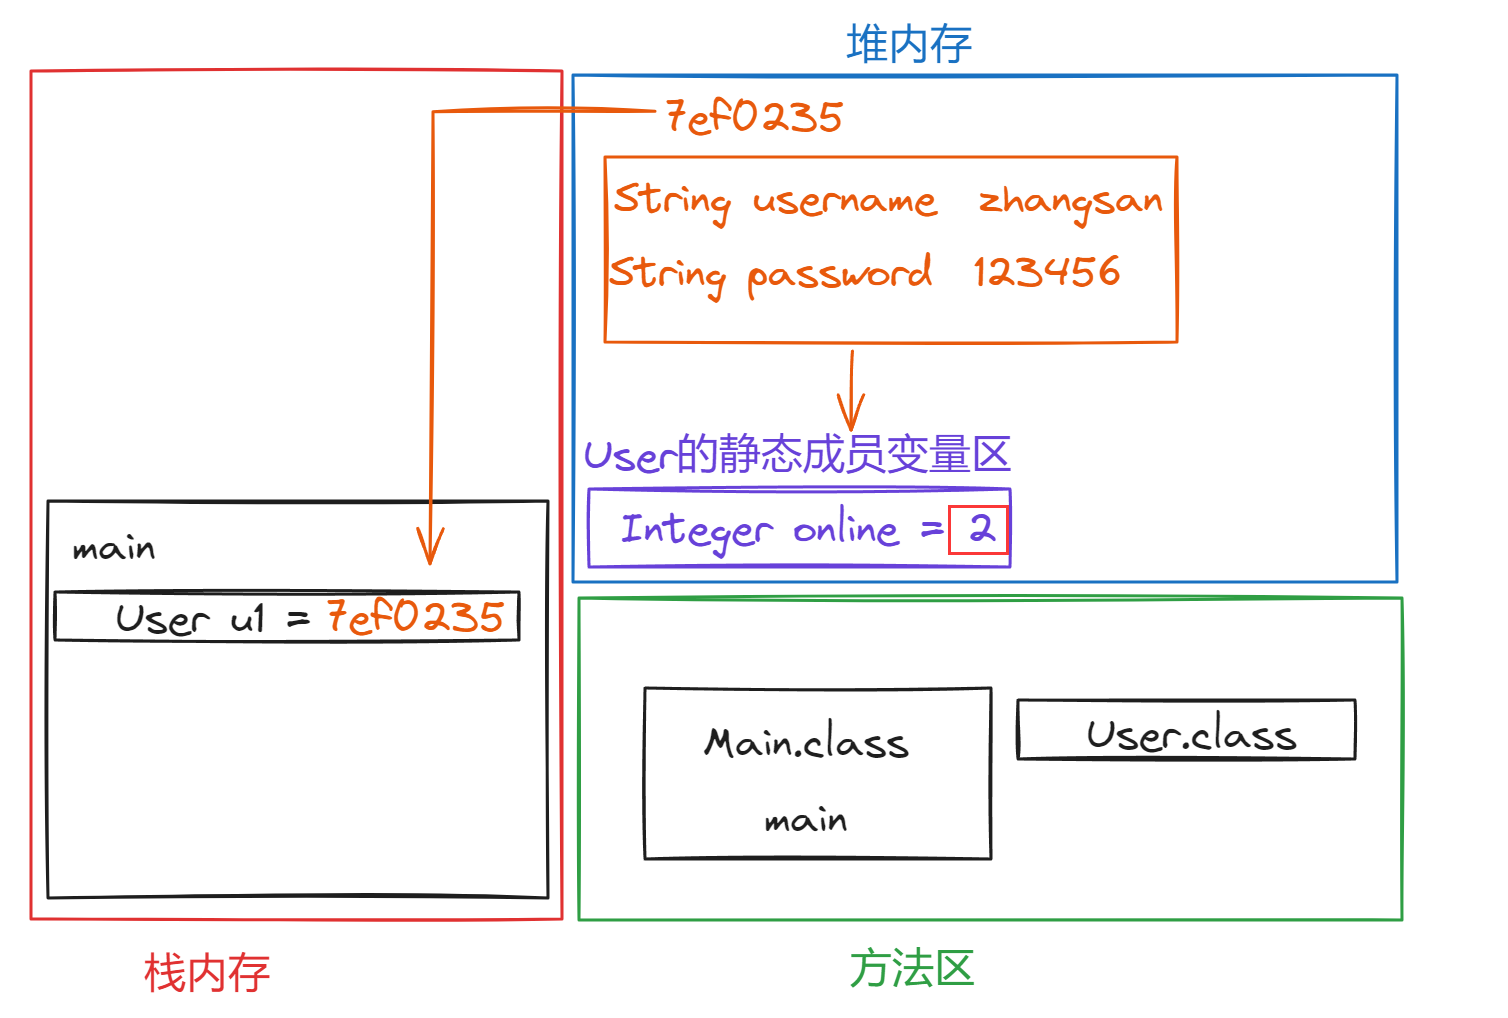 堆内存
7ef0235
String username zhangsan
String password 123456
User的静态成员变量区
Integer online = 2
main
User u1 = 7ef0235
Main.class
main
User.class
栈内存
方法区